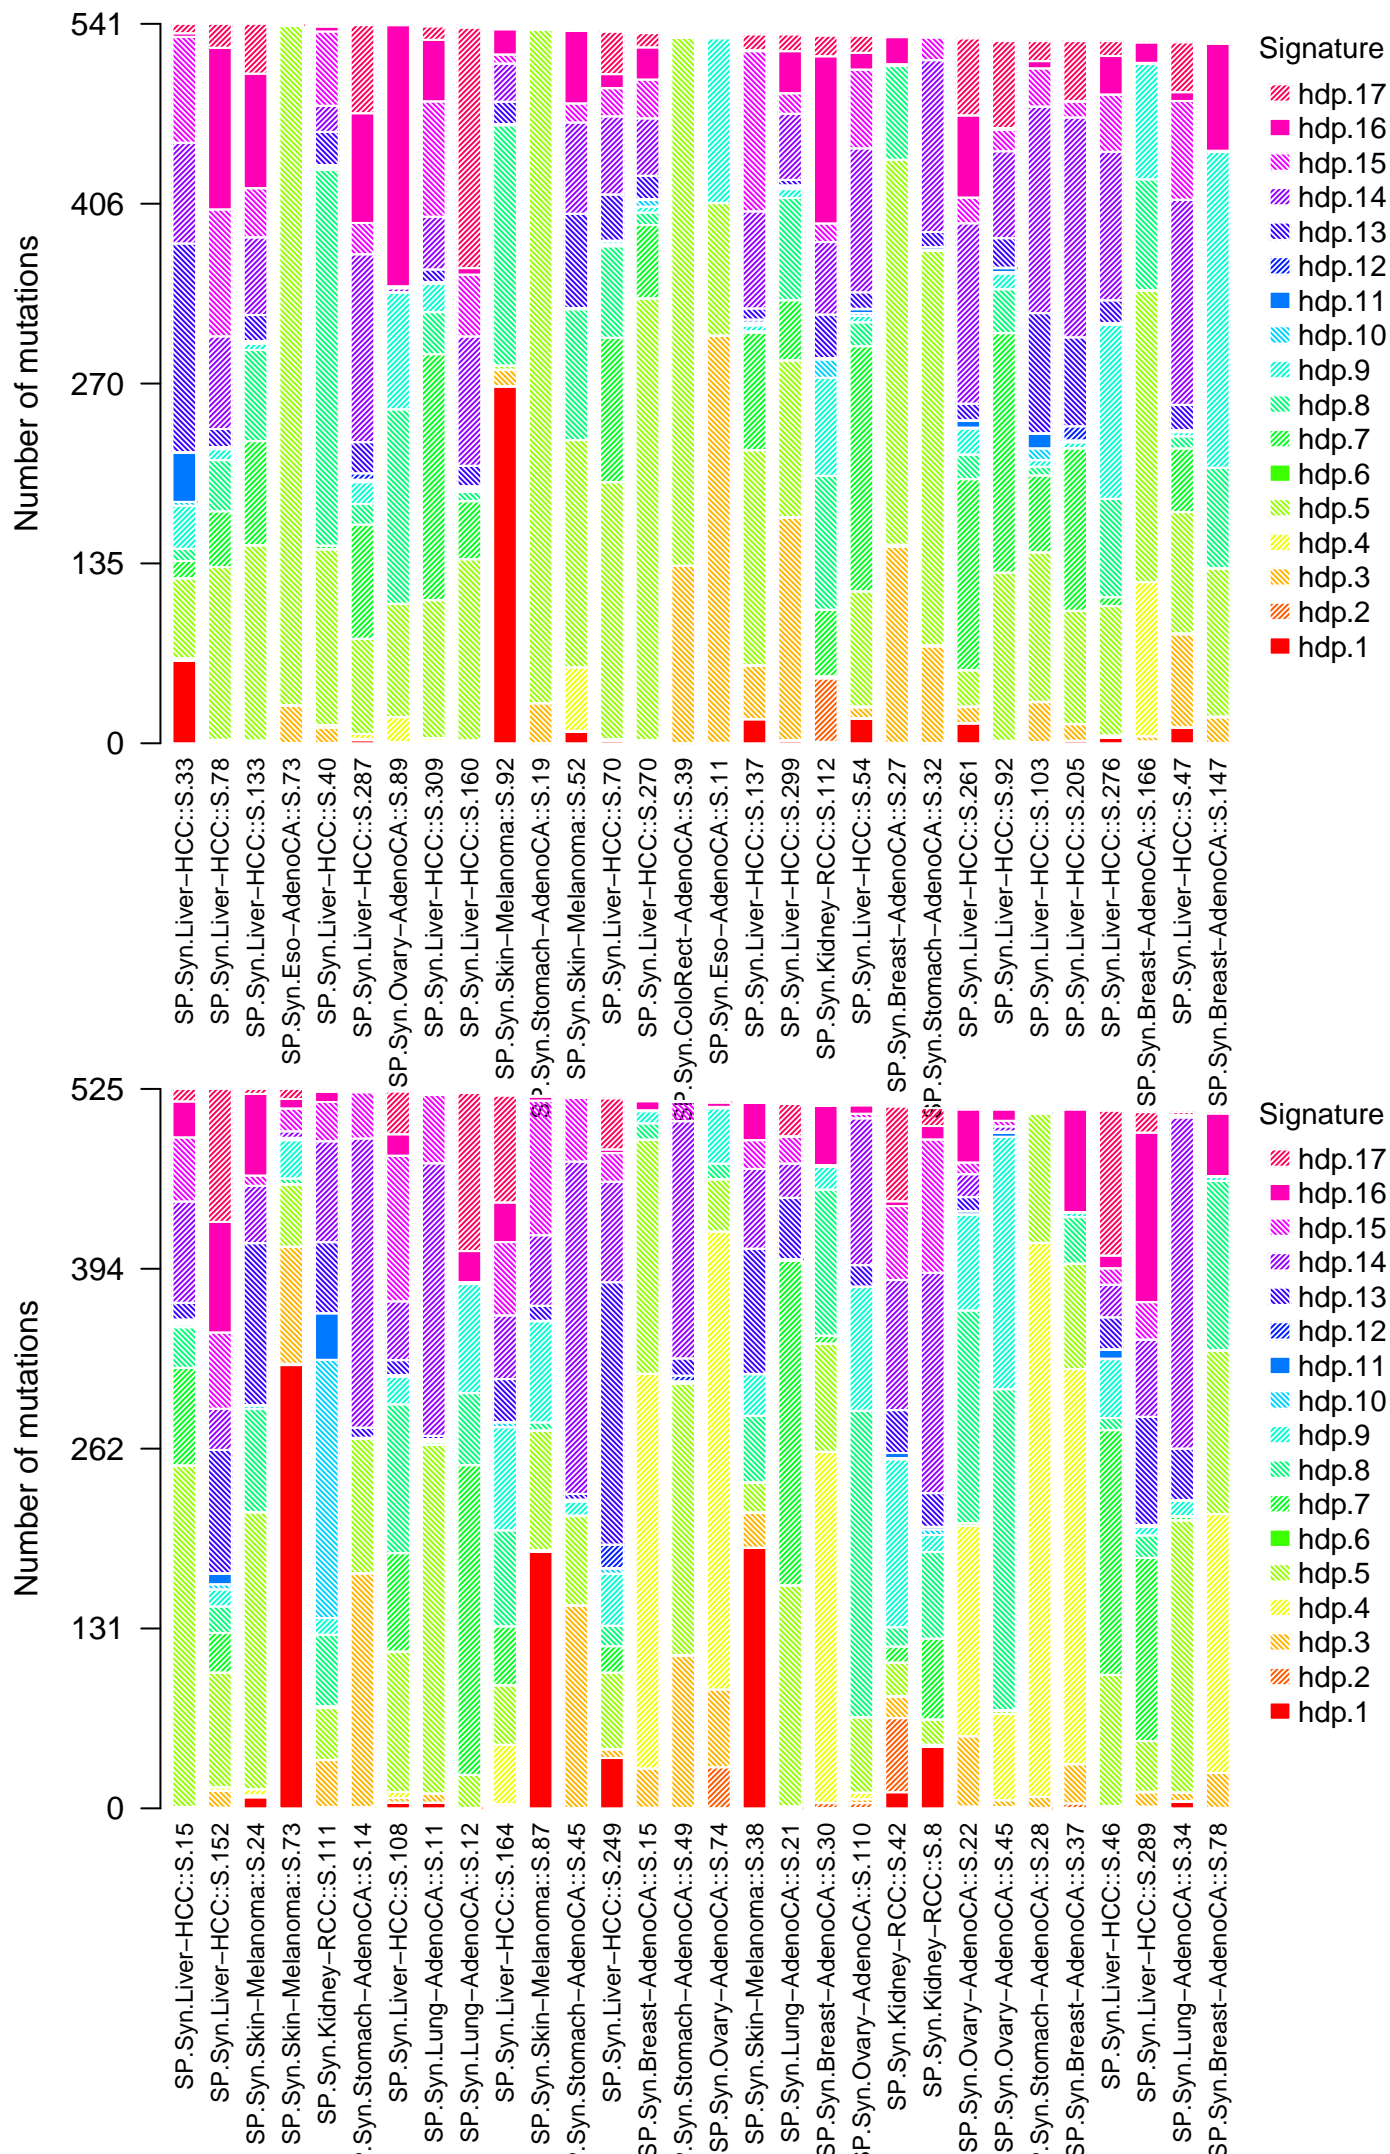 Number of mutations
541
406
270
135
0
Signature
hdp.17
hdp.16
hdp.15
hdp.14
hdp.13
hdp.12
hdp.11
hdp.10
hdp.9
hdp.8
hdp.7
hdp.6
hdp.5
hdp.4
hdp.3
hdp.2
hdp.1
SP.Syn.Liver−HCC::S.33
SP.Syn.Liver−HCC::S.78
SP.Syn.Liver−HCC::S.133
SP.Syn.Eso−AdenoCA::S.73
SP.Syn.Liver−HCC::S.40
SP.Syn.Liver−HCC::S.287
SP.Syn.Ovary−AdenoCA::S.89
SP.Syn.Liver−HCC::S.309
SP.Syn.Liver−HCC::S.160
SP.Syn.Skin−Melanoma::S.92
SP.Syn.Stomach−AdenoCA::S.19
SP.Syn.Skin−Melanoma::S.52
SP.Syn.Liver−HCC::S.70
SP.Syn.Liver−HCC::S.270
SP.Syn.ColoRect−AdenoCA::S.39
SP.Syn.Eso−AdenoCA::S.11
SP.Syn.Liver−HCC::S.137
SP.Syn.Liver−HCC::S.299
SP.Syn.Kidney−RCC::S.112
SP.Syn.Liver−HCC::S.54
SP.Syn.Breast−AdenoCA::S.27
SP.Syn.Stomach−AdenoCA::S.32
SP.Syn.Liver−HCC::S.261
SP.Syn.Liver−HCC::S.92
SP.Syn.Liver−HCC::S.103
SP.Syn.Liver−HCC::S.205
SP.Syn.Liver−HCC::S.276
SP.Syn.Breast−AdenoCA::S.166
SP.Syn.Liver−HCC::S.47
SP.Syn.Breast−AdenoCA::S.147
Number of mutations
525
394
262
131
0
Signature
hdp.17
hdp.16
hdp.15
hdp.14
hdp.13
hdp.12
hdp.11
hdp.10
hdp.9
hdp.8
hdp.7
hdp.6
hdp.5
hdp.4
hdp.3
hdp.2
hdp.1
SP.Syn.Liver−HCC::S.15
SP.Syn.Liver−HCC::S.152
SP.Syn.Skin−Melanoma::S.24
SP.Syn.Skin−Melanoma::S.73
SP.Syn.Kidney−RCC::S.111
.Syn.Stomach−AdenoCA::S.14
SP.Syn.Liver−HCC::S.108
SP.Syn.Lung−AdenoCA::S.11
SP.Syn.Lung−AdenoCA::S.12
SP.Syn.Liver−HCC::S.164
SP.Syn.Skin−Melanoma::S.87
.Syn.Stomach−AdenoCA::S.45
SP.Syn.Liver−HCC::S.249
SP.Syn.Breast−AdenoCA::S.15
.Syn.Stomach−AdenoCA::S.49
SP.Syn.Ovary−AdenoCA::S.74
SP.Syn.Skin−Melanoma::S.38
SP.Syn.Lung−AdenoCA::S.21
SP.Syn.Breast−AdenoCA::S.30
SP.Syn.Ovary−AdenoCA::S.110
SP.Syn.Kidney−RCC::S.42
SP.Syn.Kidney−RCC::S.8
SP.Syn.Ovary−AdenoCA::S.22
SP.Syn.Ovary−AdenoCA::S.45
.Syn.Stomach−AdenoCA::S.28
SP.Syn.Breast−AdenoCA::S.37
SP.Syn.Liver−HCC::S.46
SP.Syn.Liver−HCC::S.289
SP.Syn.Lung−AdenoCA::S.34
SP.Syn.Breast−AdenoCA::S.78